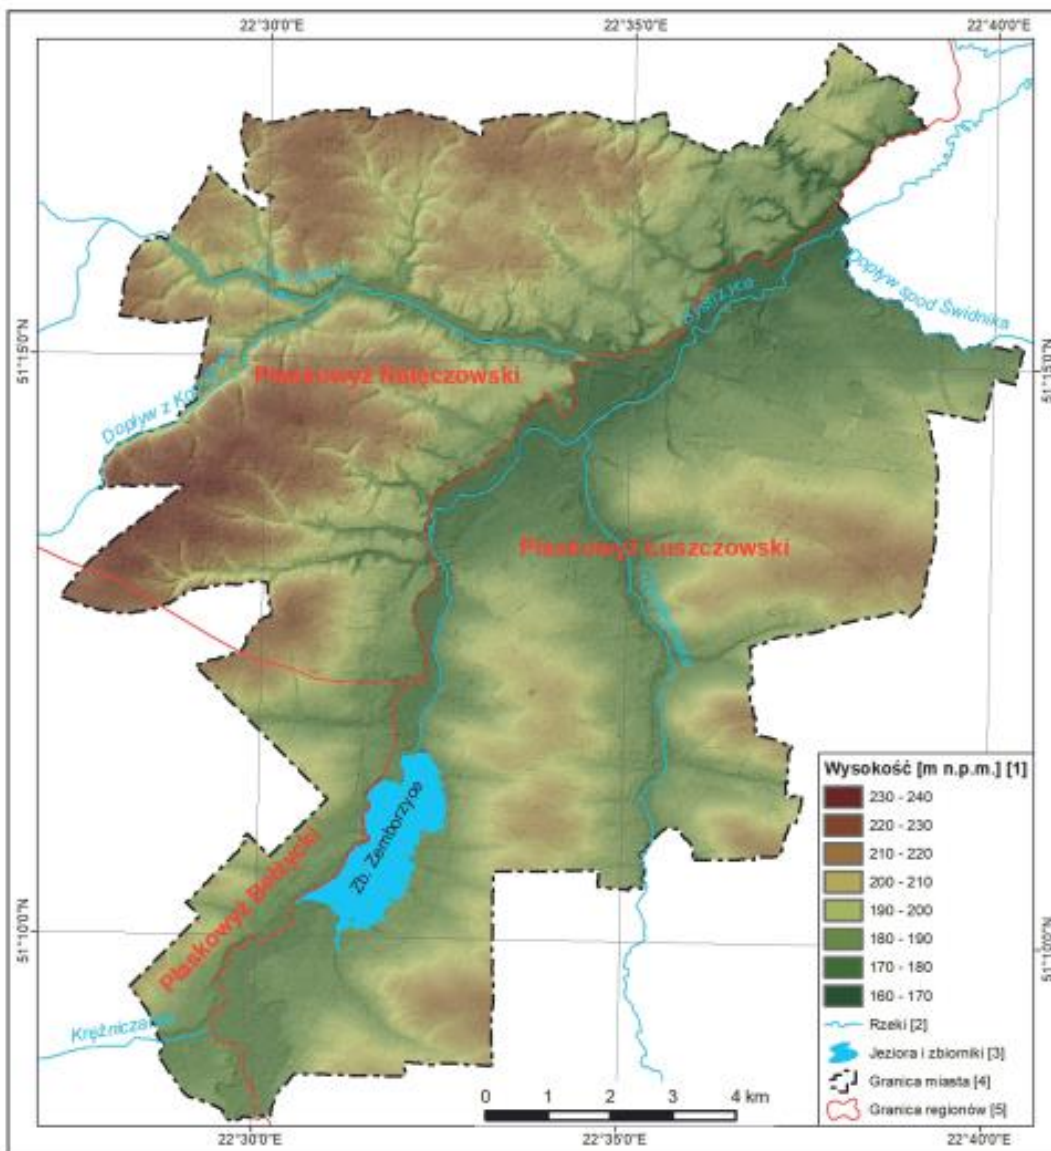 22°30'0"E
22°35'0"E
22°40'0"E
Dopływ spod Świdnika
Bystrzyca
51°15'0"N
51°15'0"N
Płaskowyż Nałęczowski
Dopływ z
Płaskowyż Łuszczowski
Zb. Zemborzyce
Płaskowyż Bełżycki
51°10'0"N
51°10'0"N
Wysokość [m n.p.m.] [1]
230 - 240
220 - 230
210 - 220
200 - 210
190 - 200
180 - 190
170 - 180
160 - 170
Rzeki [2]
Jeziora i zbiorniki [3]
Granica miasta [4]
Granica regionów [5]
0 1 2 3 4 km
22°30'0"E
22°35'0"E
22°40'0"E